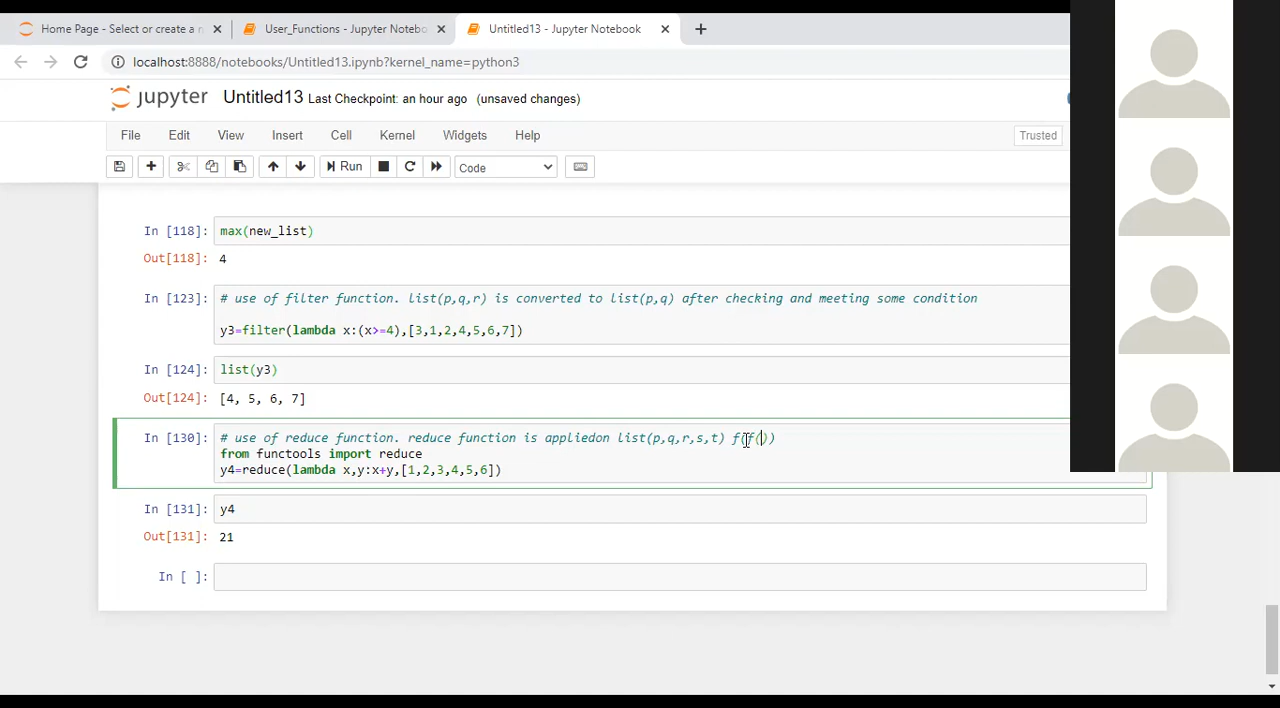 Home Page - Select or create a n
User_Functions - Jupyter Notebo
Untitled13 - Jupyter Notebook
localhost:8888/notebooks/Untitled13.ipynb?kernel_name=python3
jupyter Untitled13 Last Checkpoint: an hour ago (unsaved changes)
File Edit View Insert Cell Kernel Widgets Help Trusted
Run Code
In [118]: max(new_list)
Out[118]: 4
In [123]: # use of filter function. list(p,q,r) is converted to list(p,q) after checking and meeting some condition
y3=filter(lambda x:(x>=4),[3,1,2,4,5,6,7])
In [124]: list(y3)
Out[124]: [4, 5, 6, 7]
In [130]: # use of reduce function. reduce function is appliedon list(p,q,r,s,t) f(f())
from functools import reduce
y4=reduce(lambda x,y:x+y,[1,2,3,4,5,6])
In [131]: y4
Out[131]: 21
In [ ]: